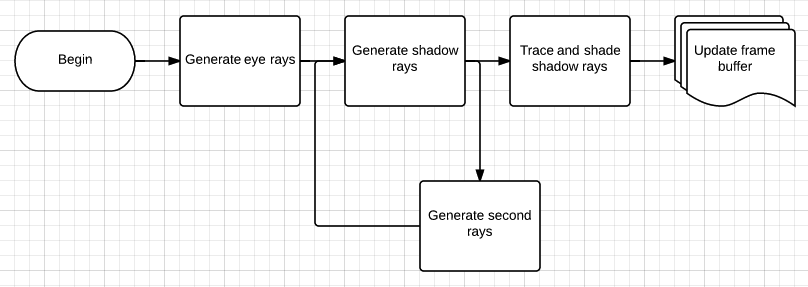 Begin
Generate eye rays
Generate shadow
rays
Trace and shade
shadow rays
Update frame
buffer
Generate second
rays